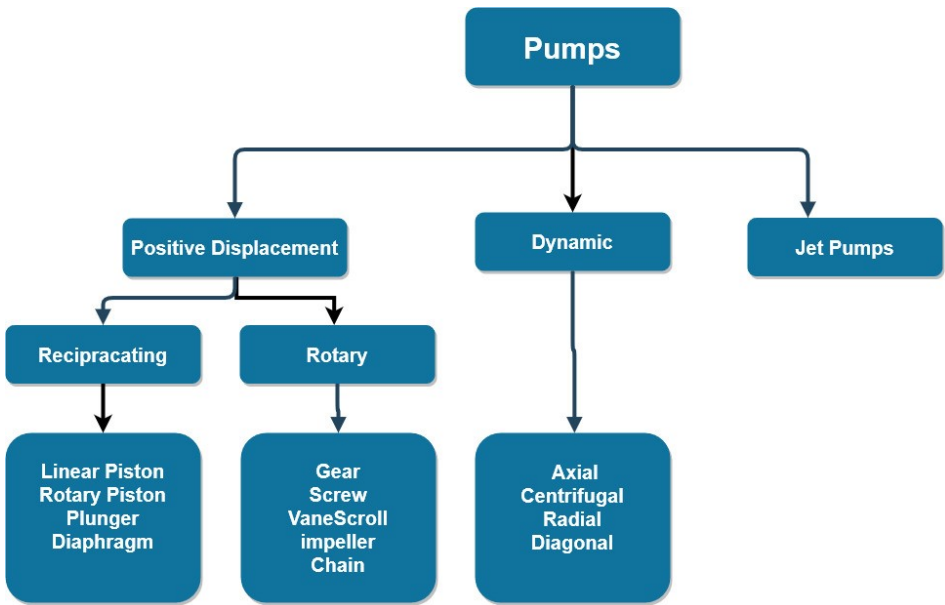 Pumps
Positive Displacement
Dynamic
Jet Pumps
Recipracating
Rotary
Linear Piston
Rotary Piston
Plunger
Diaphragm
Gear
Screw
VaneScroll
impeller
Chain
Axial
Centrifugal
Radial
Diagonal